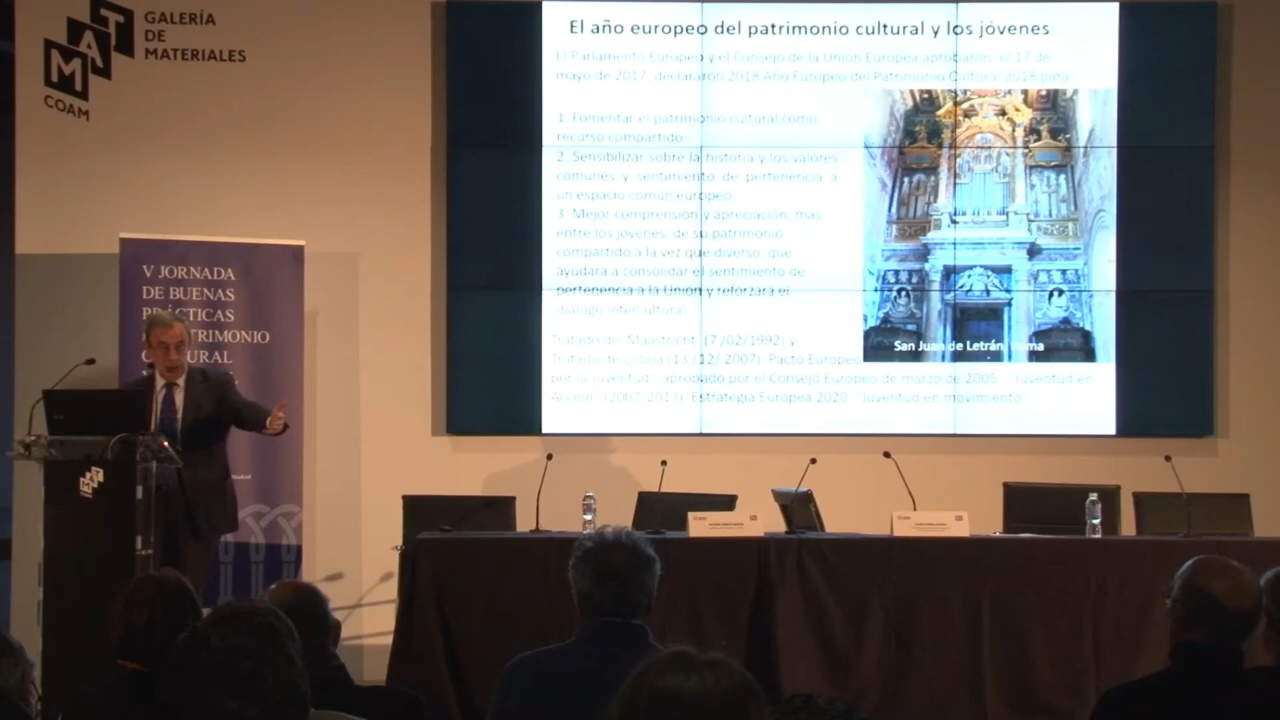 MAT
COAM
GALERÍA
DE
MATERIALES
El año europeo del patrimonio cultural y los jóvenes
El Parlamento Europeo y el Consejo de la Unión Europea aprobaron, el 17 de
mayo de 2017, declararon 2018 Año Europeo del Patrimonio Cultural 2018 para:
1. Fomentar el patrimonio cultural como
recurso compartido
2. Sensibilizar sobre la historia y los valores
comunes y sentimiento de pertenencia a
un espacio común europeo.
3. Mejor comprensión y apreciación, más
entre los jóvenes, de su patrimonio
compartido a la vez que diverso, que
ayudará a consolidar el sentimiento de
pertenencia a la Unión y reforzará el
diálogo intercultural.
San Juan de Letrán, Roma
Tratado de Maastricht (7 /02/1992) y
Tratado de Lisboa (13 /12/ 2007). Pacto Europeo
por la Juventud, aprobado por el Consejo Europeo de marzo de 2005. "Juventud en
Acción" (2007/2013). Estrategia Europea 2020. "Juventud en movimiento"
V JORNADA
DE BUENAS
PRÁCTICAS
PATRIMONIO
CULTURAL
MAT
COAM